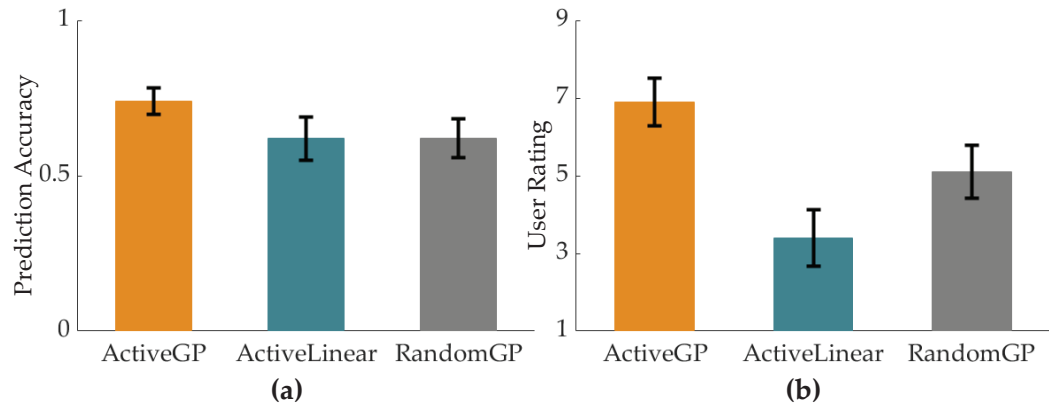 Prediction Accuracy
1
0.5
0
ActiveGP ActiveLinear RandomGP
(a)
User Rating
9
7
5
3
1
ActiveGP ActiveLinear RandomGP
(b)